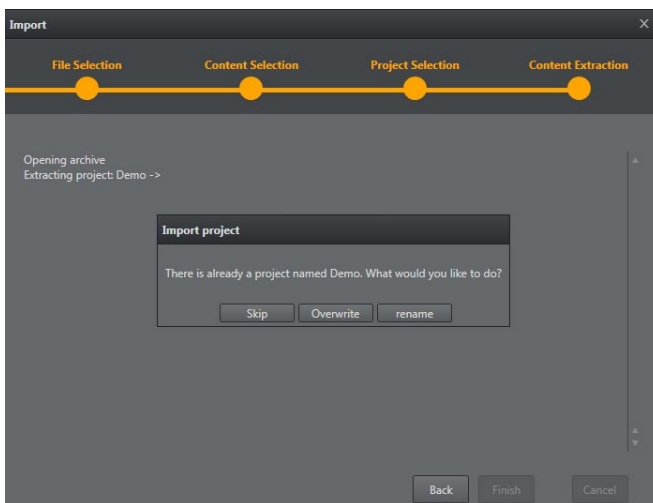 Import
File Selection Content Selection Project Selection Content Extraction
Opening archive
Extracting project: Demo ->
Import project
There is already a project named Demo. What would you like to do?
Skip Overwrite rename
Back Finish Cancel